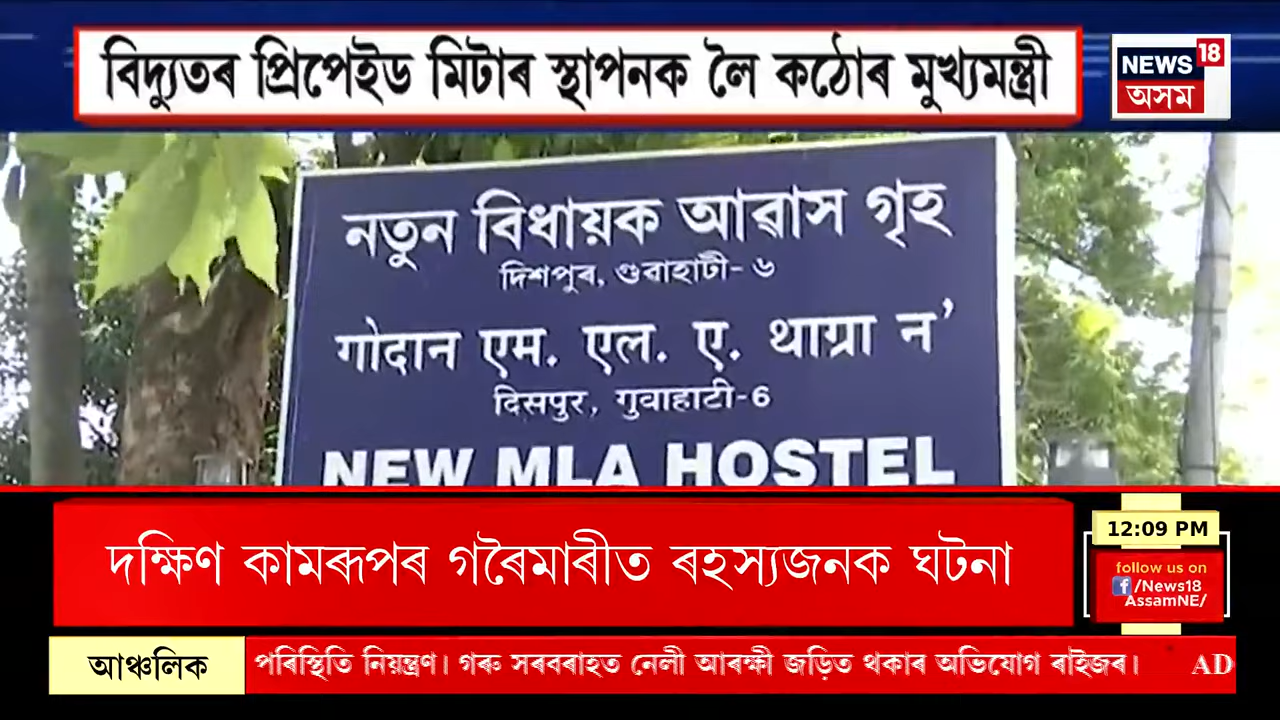 বিদ্যুতৰ প্ৰিপেইড মিটাৰ স্থাপনক লৈ কঠোৰ মুখ্যমন্ত্ৰী
NEWS 18
অসম
নতুন বিধায়ক আৱাস গৃহ
দিশপুৰ, গুৱাহাটী- ৬
गोदान एम. एल. ए. थाग्रा न'
दिसपुर, गुवाहाटी-6
NEW MLA HOSTEL
দক্ষিণ কামৰূপৰ গৰৈমাৰীত ৰহস্যজনক ঘটনা
12:09 PM
follow us on
/News18
AssamNE/
আঞ্চলিক
পৰিস্থিতি নিয়ন্ত্ৰণ। গৰু সৰবৰাহত নেলী আৰক্ষী জড়িত থকাৰ অভিযোগ ৰাইজৰ।
AD